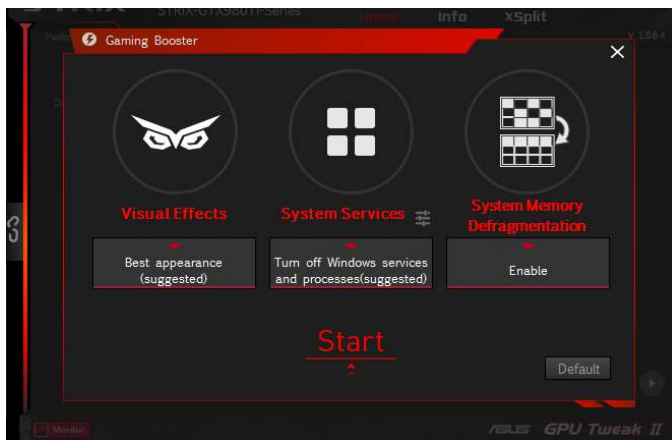 STRIX-GTX980TI-Series
Home
Info
XSplit
V 1.0.6.4
Gaming Booster
Visual Effects
System Services
System Memory
Defragmentation
Best appearance
(suggested)
Turn off Windows services
and processes(suggested)
Enable
Start
Default
Monitor
ASUS GPU Tweak II